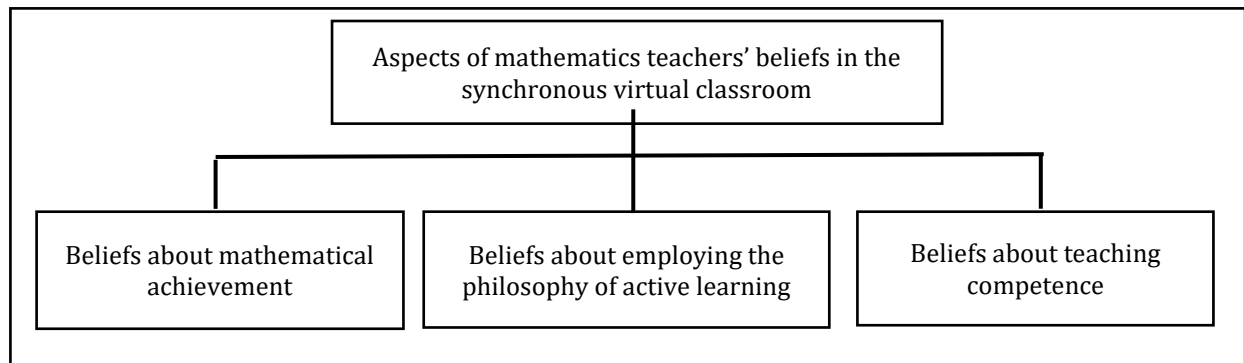 Aspects of mathematics teachers’ beliefs in the
synchronous virtual classroom
Beliefs about mathematical
achievement
Beliefs about employing the
philosophy of active learning
Beliefs about teaching
competence